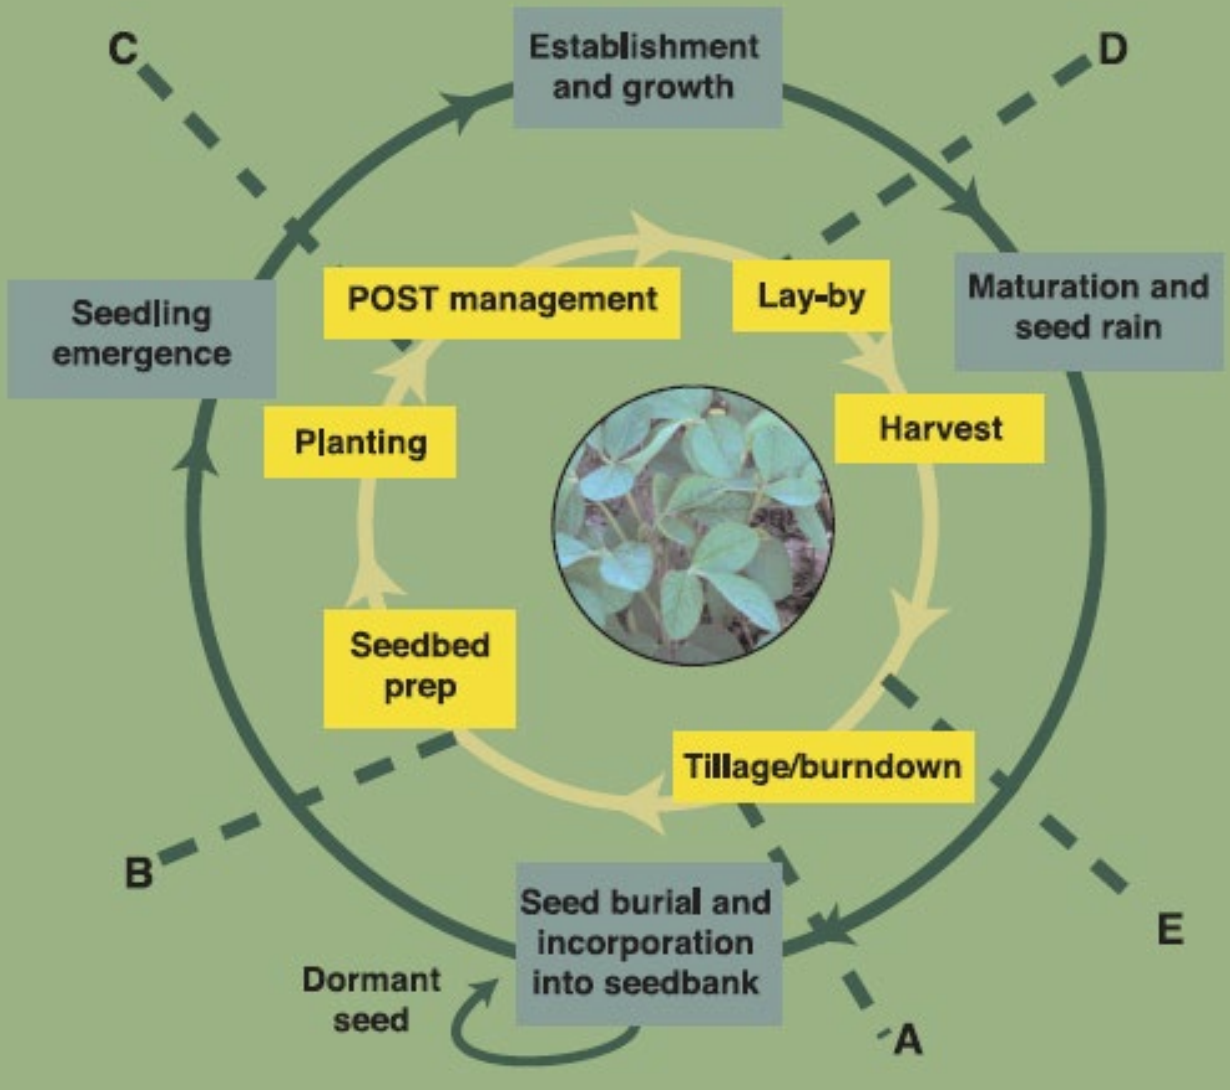 C
Establishment
and growth
D
Seedling
emergence
POST management
Lay-by
Maturation and
seed rain
Planting
Harvest
Seedbed
prep
Tillage/burndown
B
Seed burial and
incorporation
into seedbank
E
Dormant
seed
A